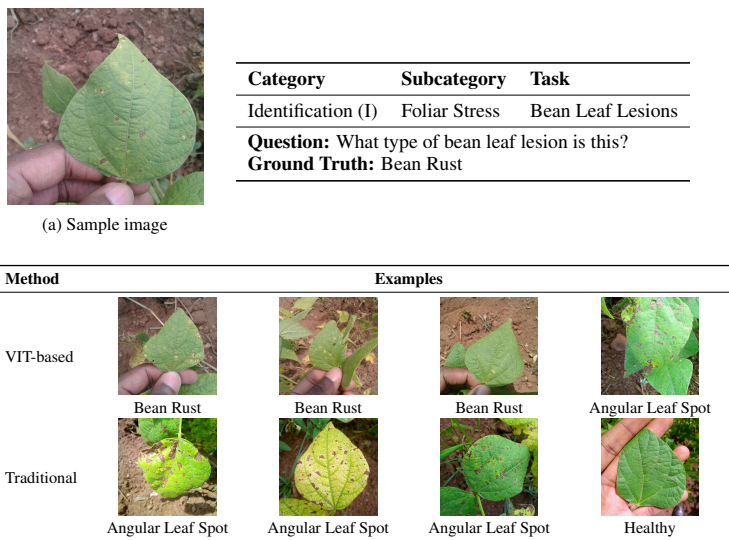 (a) Sample image
Category Subcategory Task
Identification (I) Foliar Stress Bean Leaf Lesions
Question: What type of bean leaf lesion is this?
Ground Truth: Bean Rust
Method Examples
VIT-based
Bean Rust Bean Rust Bean Rust Angular Leaf Spot
Traditional
Angular Leaf Spot Angular Leaf Spot Angular Leaf Spot Healthy